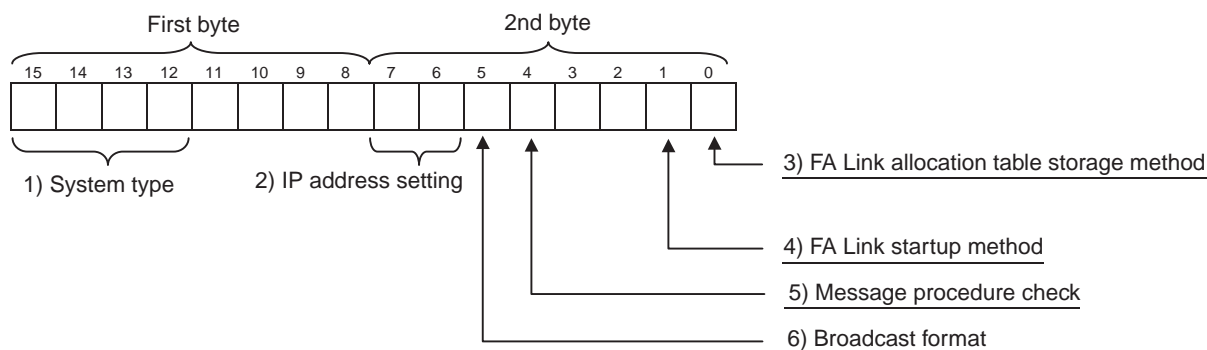 First byte 2nd byte
15 14 13 12 11 10 9 8 7 6 5 4 3 2 1 0
1) System type 2) IP address setting
3) FA Link allocation table storage method
4) FA Link startup method
5) Message procedure check
6) Broadcast format